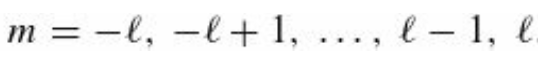 m = −ℓ, −ℓ + 1, …, ℓ − 1, ℓ.